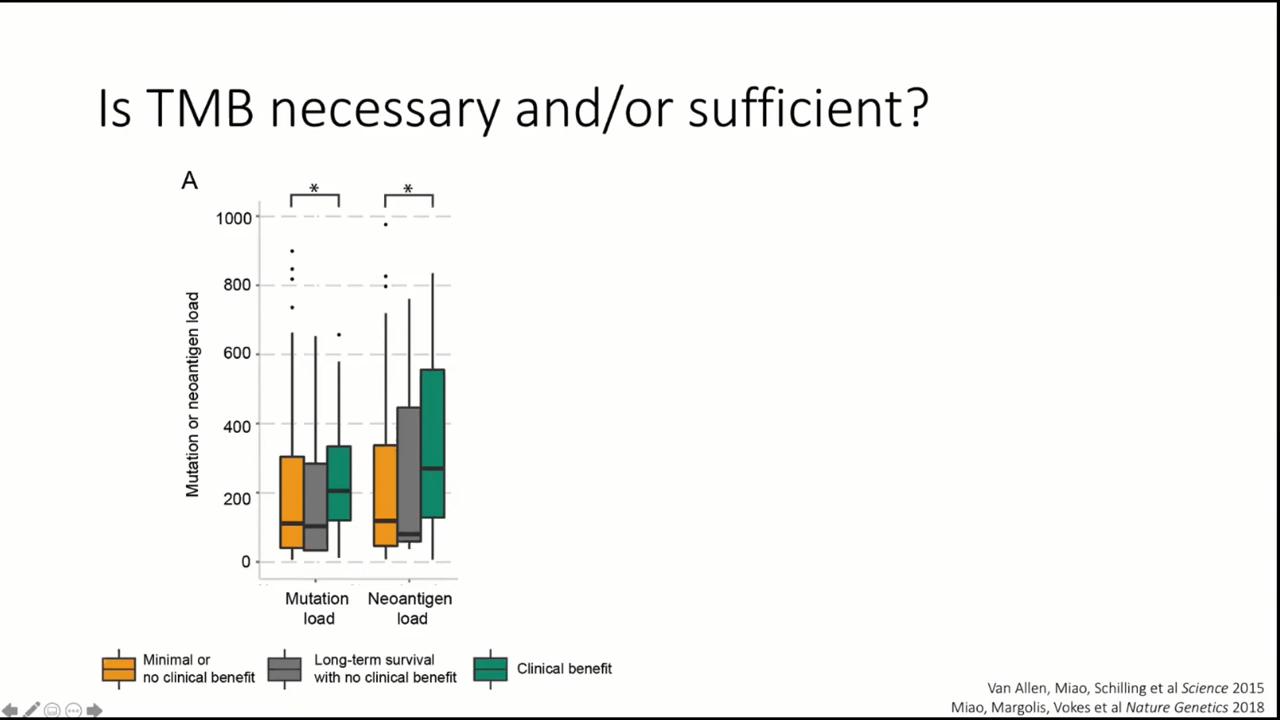 Is TMB necessary and/or sufficient?
A
* *
1000
800
600
400
200
0
Mutation or neoantigen load
Mutation
load
Neoantigen
load
Minimal or
no clinical benefit
Long-term survival
with no clinical benefit
Clinical benefit
Van Allen, Miao, Schilling et al Science 2015
Miao, Margolis, Vokes et al Nature Genetics 2018